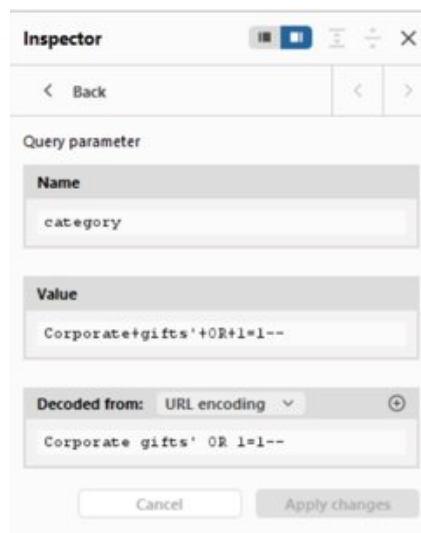 Inspector
Back
Query parameter
Name
category
Value
Corporate+gifts'+OR+1=1--
Decoded from: URL encoding
Corporate gifts' OR 1=1--
Cancel Apply changes